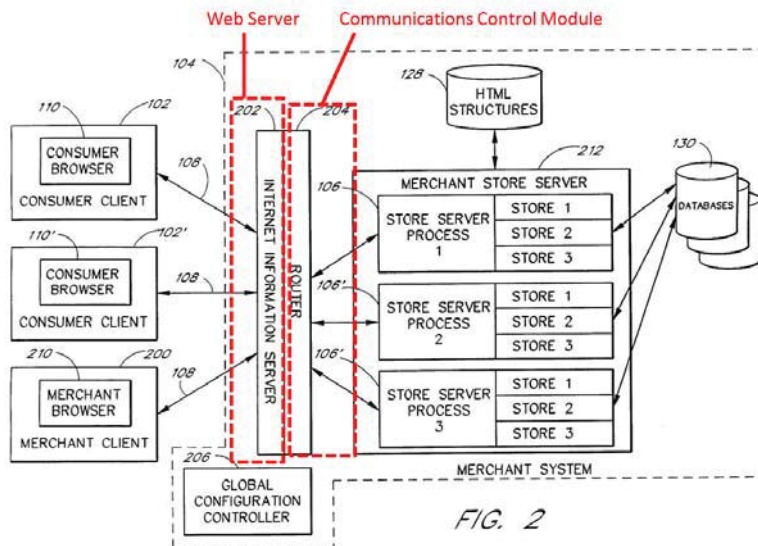 Web Server
Communications Control Module
104
128
HTML
STRUCTURES
110
102
CONSUMER
BROWSER
CONSUMER CLIENT
108
202
204
212
130
DATABASES
MERCHANT STORE SERVER
106
STORE SERVER
PROCESS
1
STORE 1
STORE 2
STORE 3
110'
102'
CONSUMER
BROWSER
CONSUMER CLIENT
108
INTERNET INFORMATION SERVER
ROUTER
106'
STORE SERVER
PROCESS
2
STORE 1
STORE 2
STORE 3
210
200
MERCHANT
BROWSER
MERCHANT CLIENT
108
106'
STORE SERVER
PROCESS
3
STORE 1
STORE 2
STORE 3
206
GLOBAL
CONFIGURATION
CONTROLLER
MERCHANT SYSTEM
FIG. 2